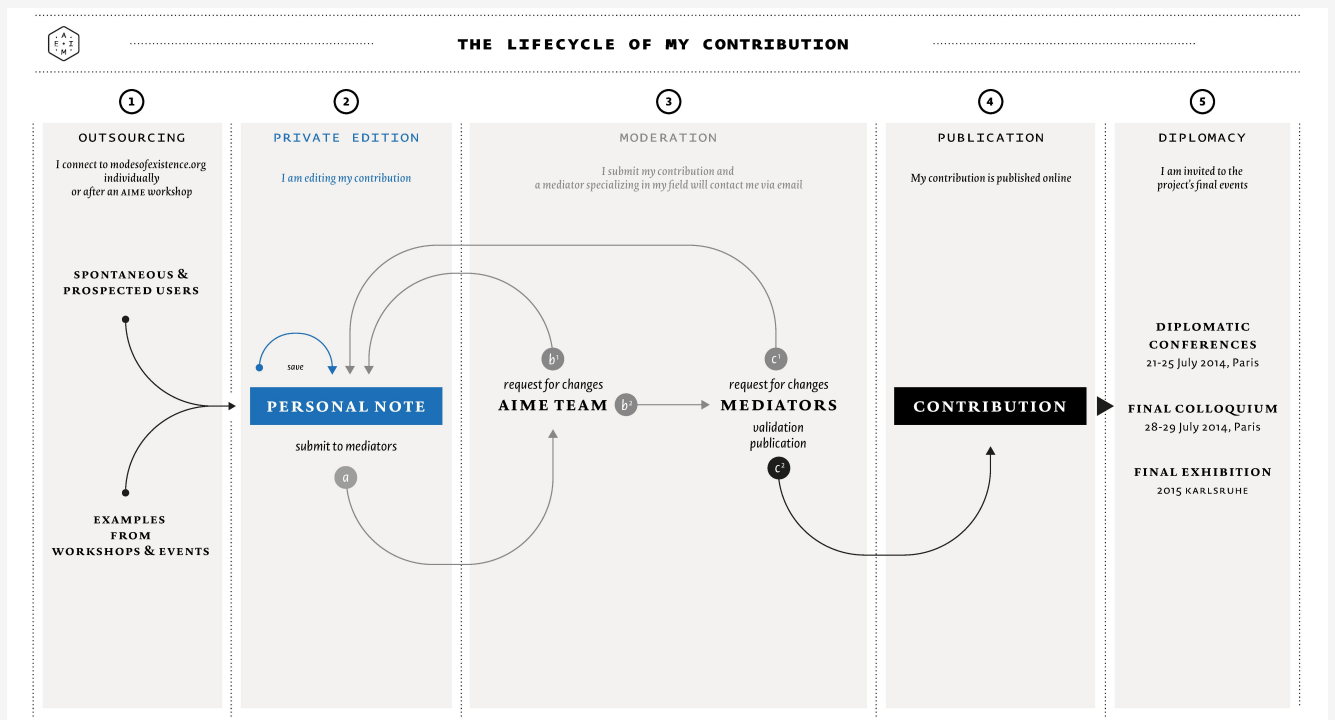 A
E I
M
THE LIFECYCLE OF MY CONTRIBUTION
1
OUTSOURCING
I connect to modesofexistence.org
individually
or after an AIME workshop
SPONTANEOUS &
PROSPECTED USERS
EXAMPLES
FROM
WORKSHOPS & EVENTS
2
PRIVATE EDITION
I am editing my contribution
save
PERSONAL NOTE
submit to mediators
a
3
MODERATION
I submit my contribution and
a mediator specializing in my field will contact me via email
b¹
request for changes
AIME TEAM
b²
c¹
request for changes
MEDIATORS
validation
publication
c²
4
PUBLICATION
My contribution is published online
CONTRIBUTION
5
DIPLOMACY
I am invited to the
project's final events
DIPLOMATIC
CONFERENCES
21-25 July 2014, Paris
FINAL COLLOQUIUM
28-29 July 2014, Paris
FINAL EXHIBITION
2015 KARLSRUHE